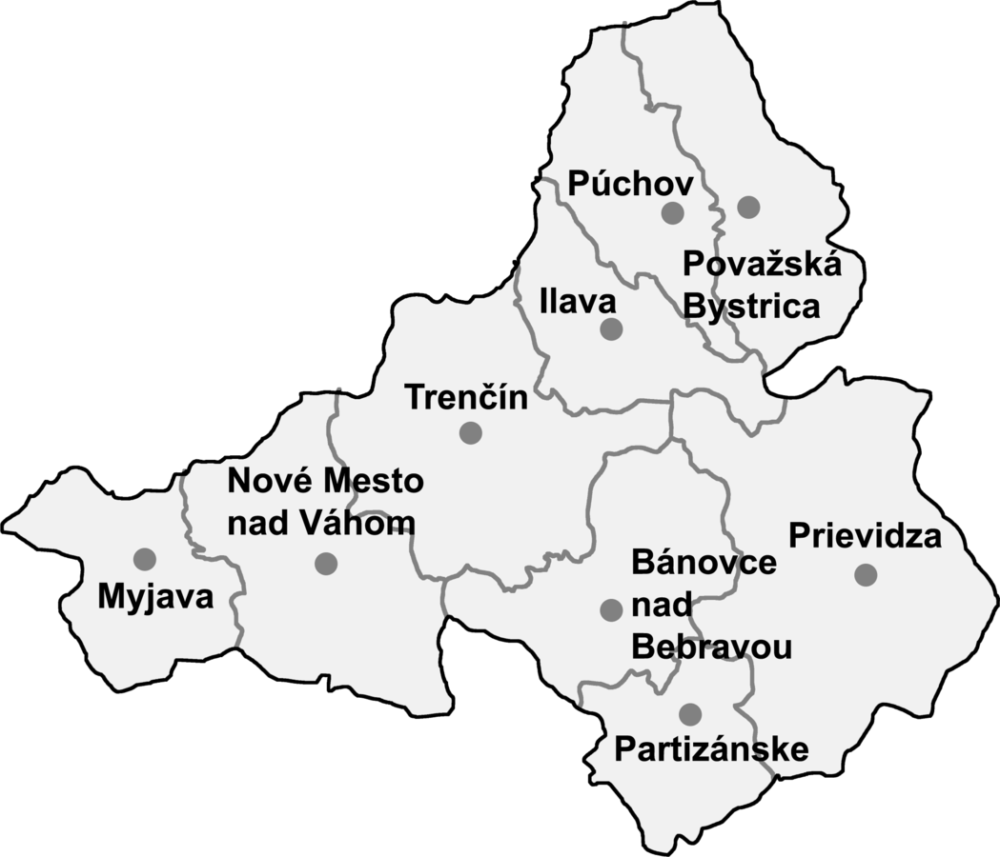 Púchov
Považská
Bystrica
Ilava
Trenčín
Nové Mesto
nad Váhom
Prievidza
Bánovce
nad
Bebravou
Myjava
Partizánske